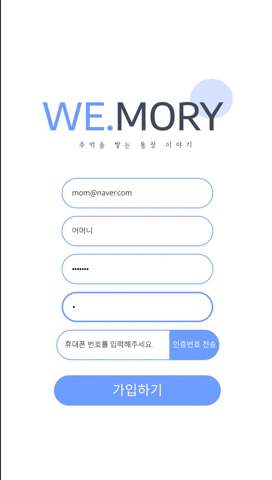 WE.MORY
추억을 쌓는 통장 이야기
mom@naver.com
어머니
•••••••
•
휴대폰 번호를 입력해주세요.
인증번호 전송
가입하기